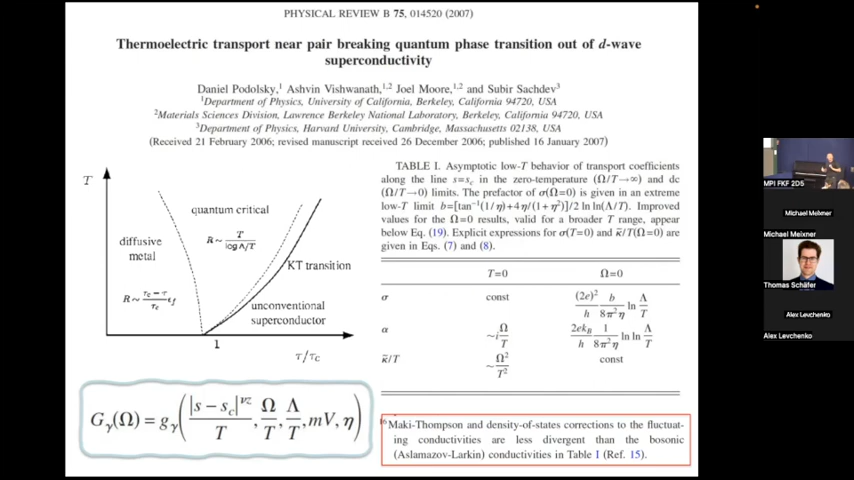 PHYSICAL REVIEW B 75, 014520 (2007)
Thermoelectric transport near pair breaking quantum phase transition out of d-wave
superconductivity
Daniel Podolsky,¹ Ashvin Vishwanath,¹,² Joel Moore,¹,² and Subir Sachdev³
¹Department of Physics, University of California, Berkeley, California 94720, USA
²Materials Sciences Division, Lawrence Berkeley National Laboratory, Berkeley, California 94720, USA
³Department of Physics, Harvard University, Cambridge, Massachusetts 02138, USA
(Received 21 February 2006; revised manuscript received 26 December 2006; published 16 January 2007)
T
quantum critical
R ~ T / log Λ/T
diffusive
metal
R ~ (τc − τ)/τc ϵf
KT transition
unconventional
superconductor
1
τ/τc
TABLE I. Asymptotic low-T behavior of transport coefficients
along the line s=sc in the zero-temperature (Ω/T→∞) and dc
(Ω/T→0) limits. The prefactor of σ(Ω=0) is given in an extreme
low-T limit b=[tan⁻¹(1/η)+4η/(1+η²)]/2 ln ln(Λ/T). Improved
values for the Ω=0 results, valid for a broader T range, appear
below Eq. (19). Explicit expressions for σ(T=0) and κ̃/T(Ω=0) are
given in Eqs. (7) and (8).
T=0 Ω=0
σ const (2e)²/h b/8π²η ln Λ/T
α ~i Ω/T 2ekB/h 1/8π²η ln ln Λ/T
κ̃/T ~ Ω²/T² const
Gγ(Ω) = gγ(|s − sc|^νz/T, Ω/T, Λ/T, mV, η)
¹⁶Maki-Thompson and density-of-states corrections to the fluctuat-
ing conductivities are less divergent than the bosonic
(Aslamazov-Larkin) conductivities in Table I (Ref. 15).
MPI FKF 2D5
Michael Meixner
Michael Meixner
Thomas Schäfer
Alex Levchenko
Alex Levchenko